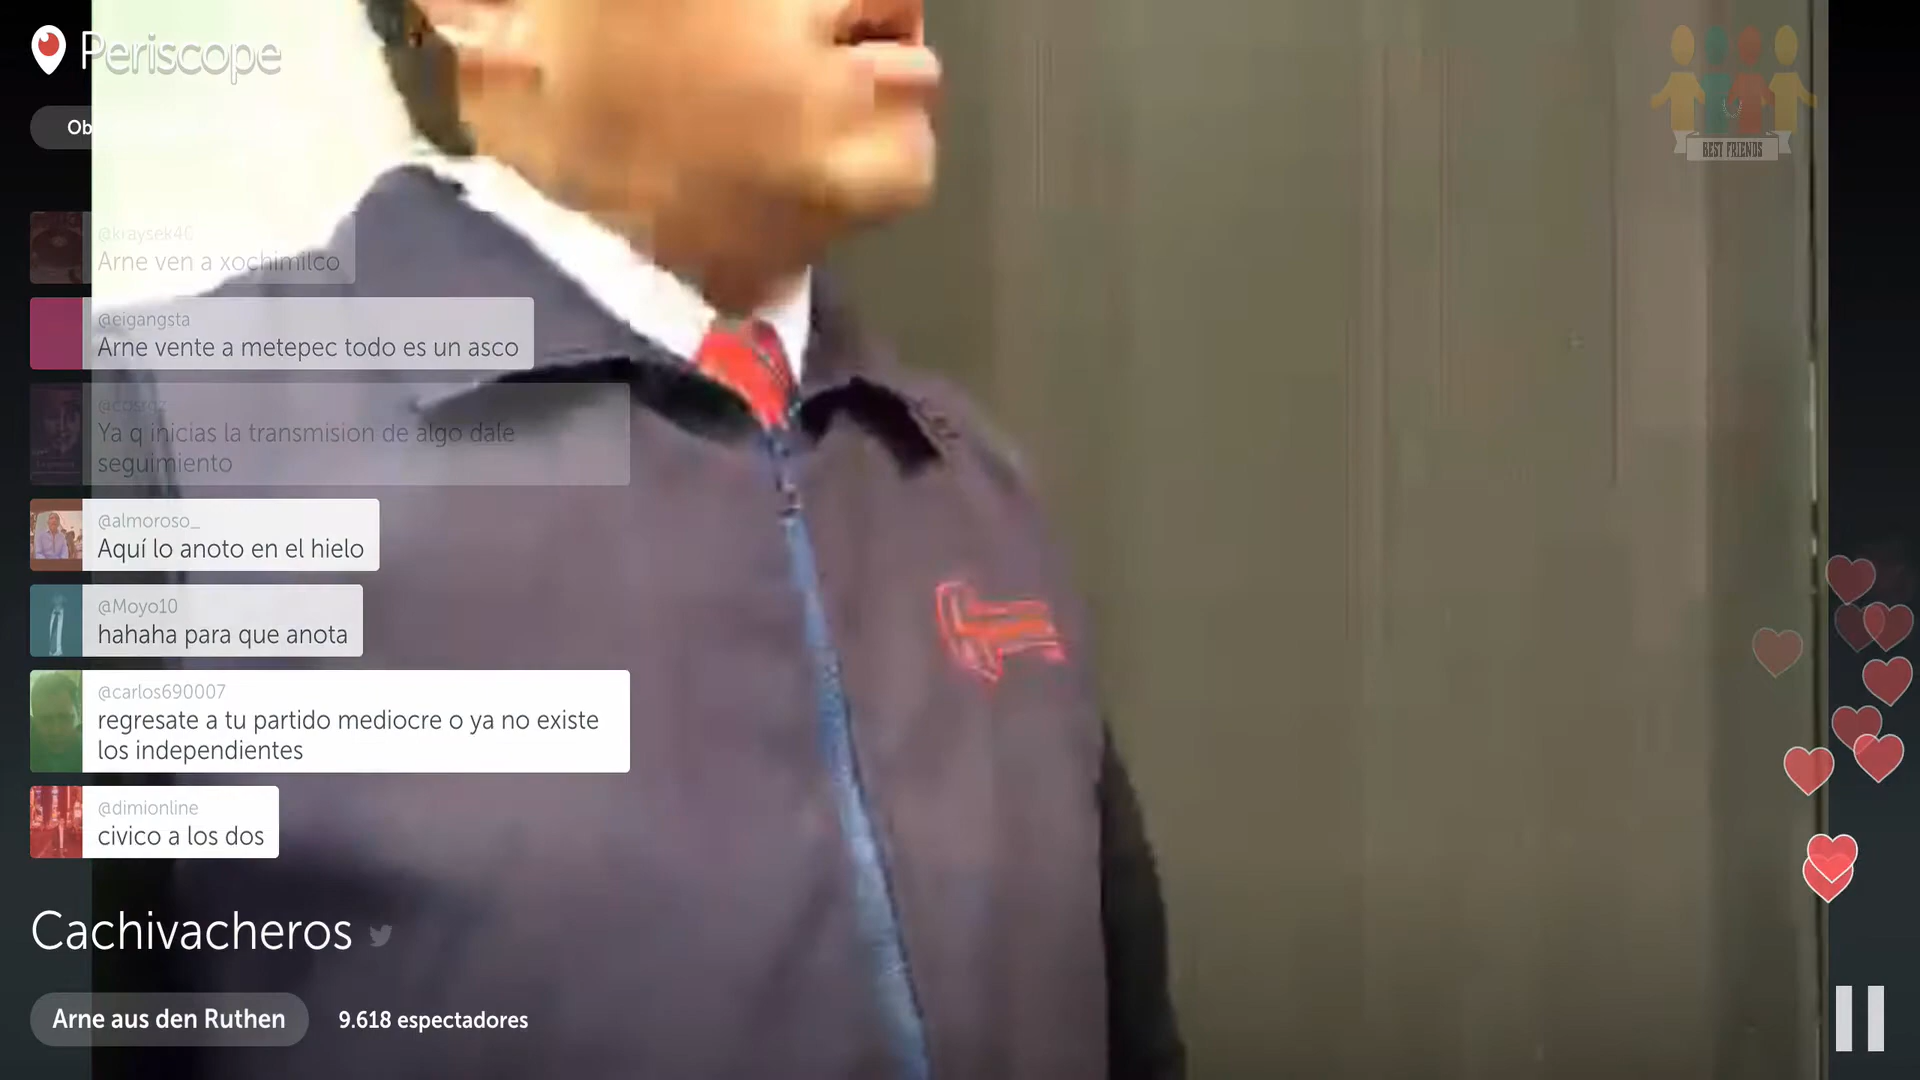 Periscope
Ob
@kraysek46
Arne ven a xochimilco
@eigangsta
Arne vente a metepec todo es un asco
Ya q inicias la transmision de algo dale
seguimiento
@almoroso_
Aquí lo anoto en el hielo
@Moyo10
hahaha para que anota
@carlos690007
regresate a tu partido mediocre o ya no existe
los independientes
@dimionline
civico a los dos
Cachivacheros
Arne aus den Ruthen
9.618 espectadores
BEST FRIENDS